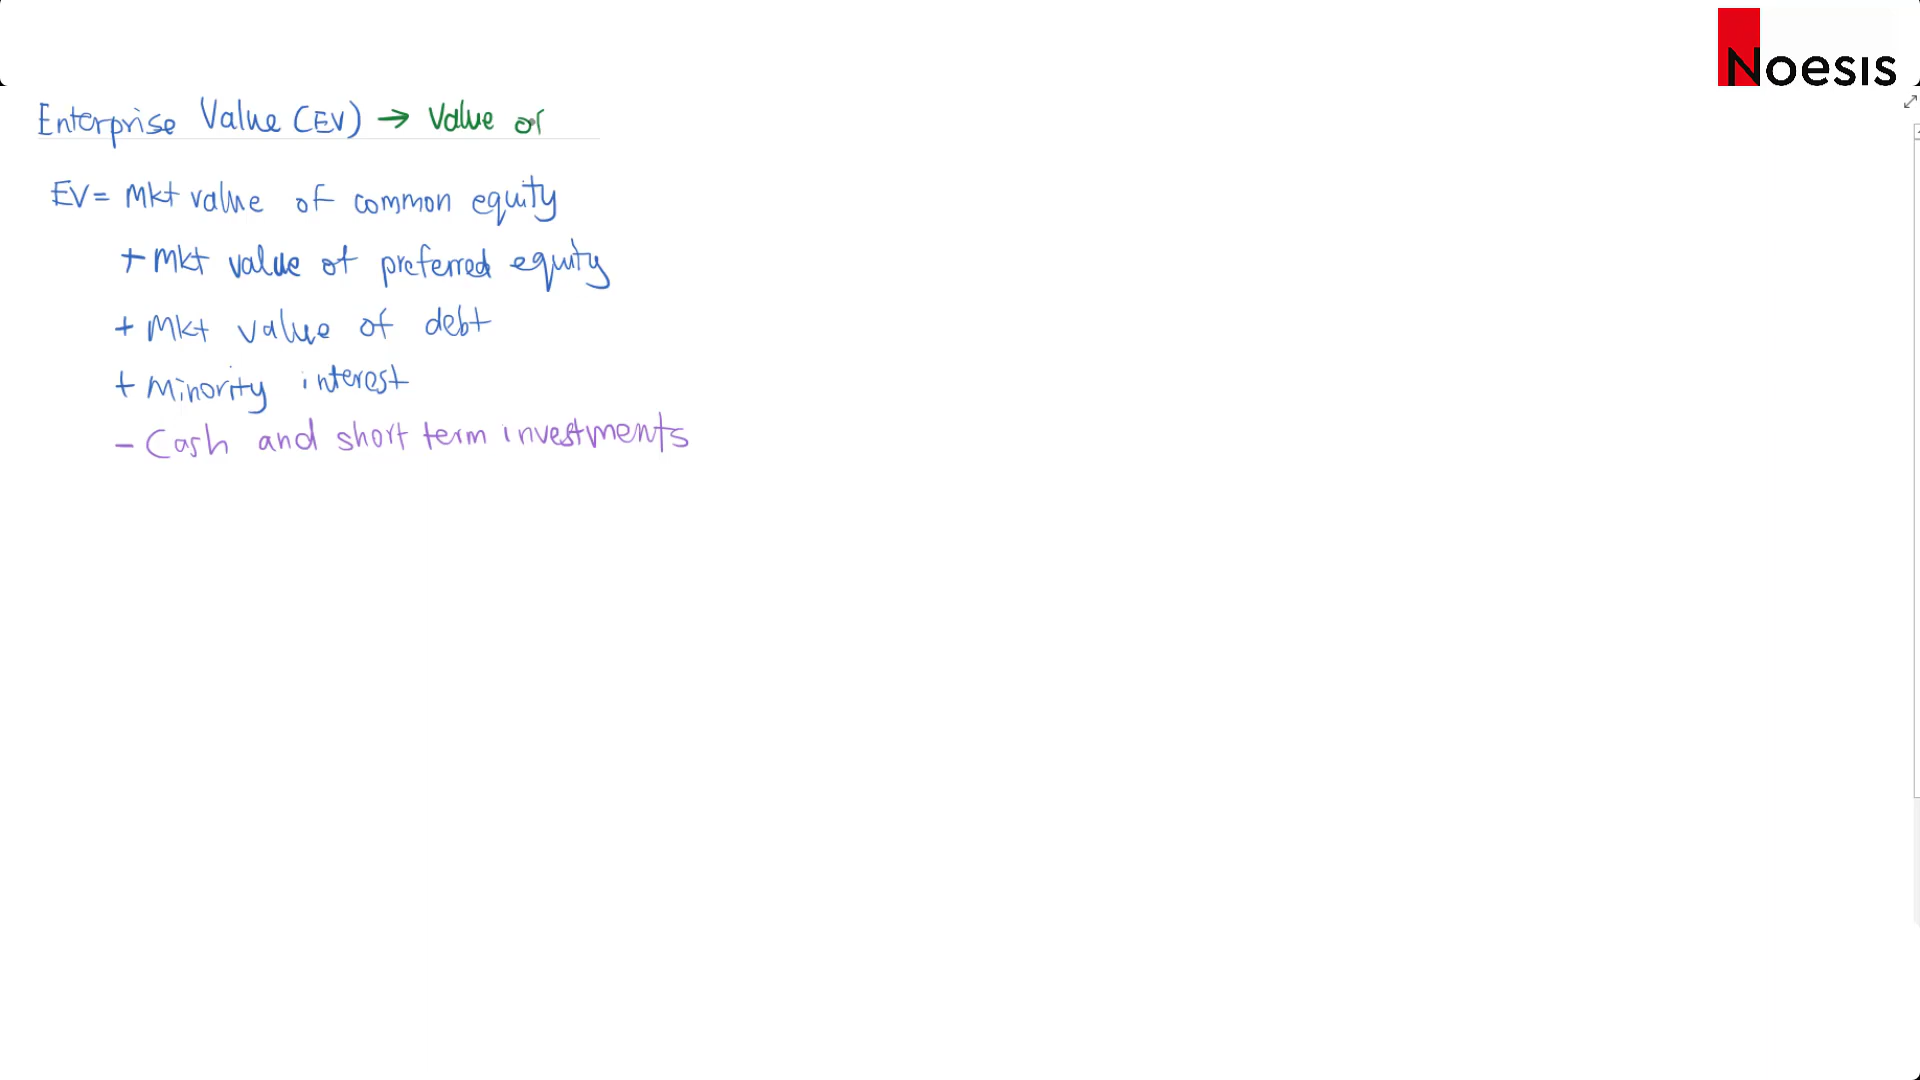 Noesis
Enterprise Value (EV) → Value of
EV = Mkt value of common equity
+ Mkt value of preferred equity
+ Mkt value of debt
+ Minority interest
- Cash and short term investments